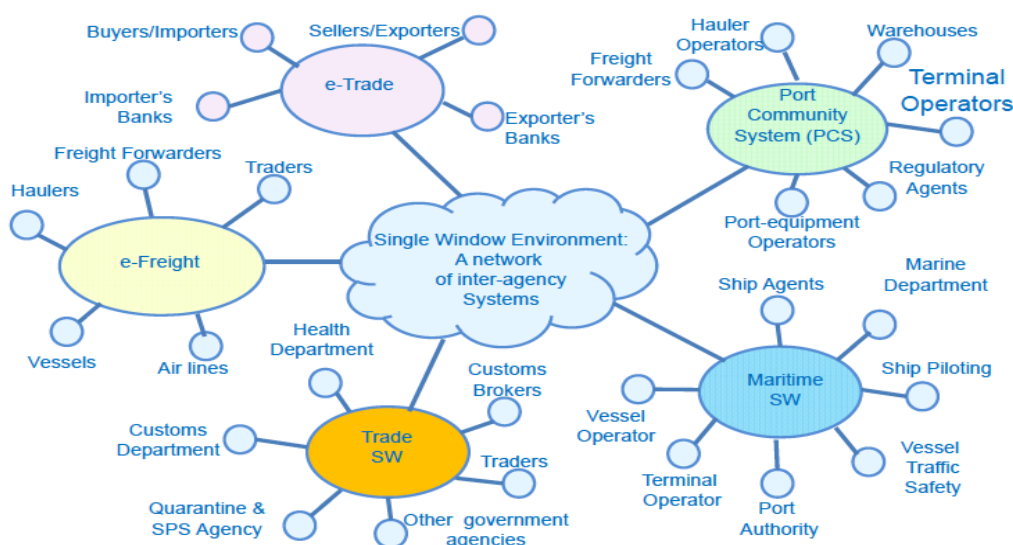 Buyers/Importers
Sellers/Exporters
e-Trade
Importer's
Banks
Exporter's
Banks
Hauler
Operators
Warehouses
Freight
Forwarders
Terminal
Operators
Port
Community
System (PCS)
Regulatory
Agents
Port-equipment
Operators
Freight Forwarders
Traders
Haulers
e-Freight
Vessels
Air lines
Single Window Environment:
A network
of inter-agency
Systems
Health
Department
Customs
Brokers
Customs
Department
Trade
SW
Traders
Quarantine &
SPS Agency
Other government
agencies
Ship Agents
Marine
Department
Maritime
SW
Ship Piloting
Vessel
Operator
Terminal
Operator
Port
Authority
Vessel
Traffic
Safety